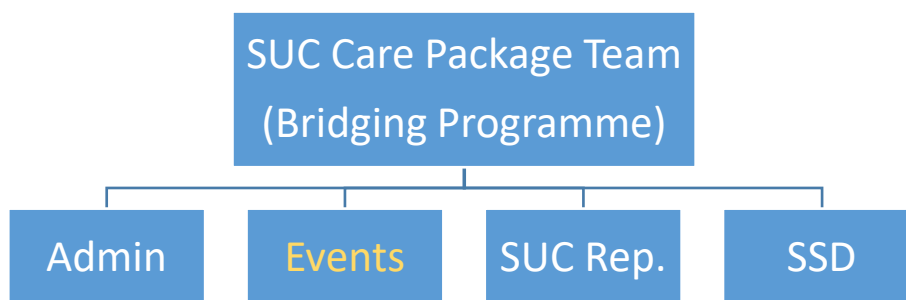 SUC Care Package Team
(Bridging Programme)
Admin
Events
SUC Rep.
SSD